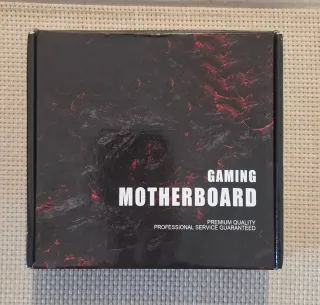 GAMING
MOTHERBOARD
PREMIUM QUALITY
PROFESSIONAL SERVICE GUARANTEED